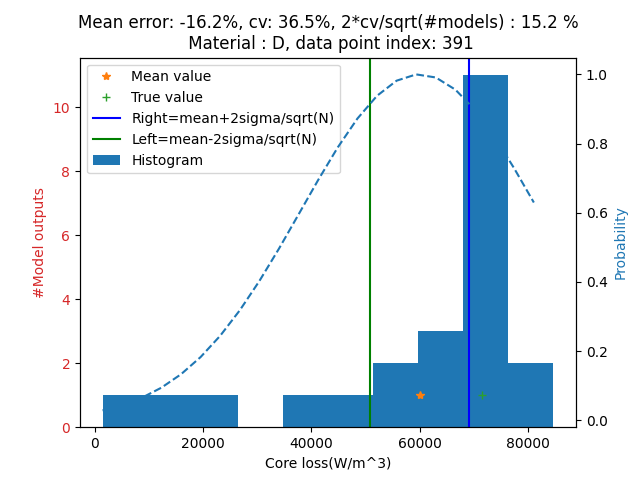 Mean error: -16.2%, cv: 36.5%, 2*cv/sqrt(#models) : 15.2 %
Material : D, data point index: 391
Mean value
True value
Right=mean+2sigma/sqrt(N)
Left=mean-2sigma/sqrt(N)
Histogram
#Model outputs
10
8
6
4
2
0
1.0
0.8
0.6
0.4
0.2
0.0
Probability
0 20000 40000 60000 80000
Core loss(W/m^3)